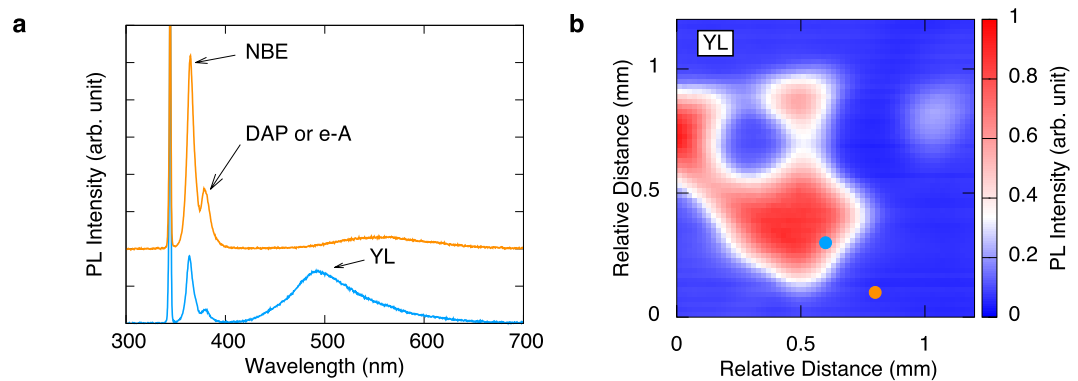 a
NBE
DAP or e-A
YL
PL Intensity (arb. unit)
300 400 500 600 700
Wavelength (nm)
b
YL
1
0.5
0
Relative Distance (mm)
0 0.5 1
Relative Distance (mm)
1
0.8
0.6
0.4
0.2
0
PL Intensity (arb. unit)